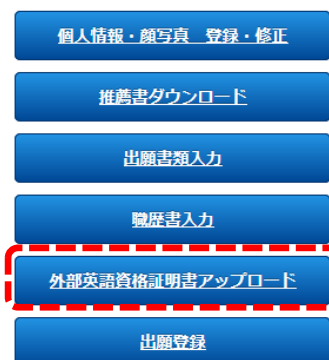 個人情報・顔写真　登録・修正
推薦書ダウンロード
出願書類入力
職歴書入力
外部英語資格証明書アップロード
出願登録